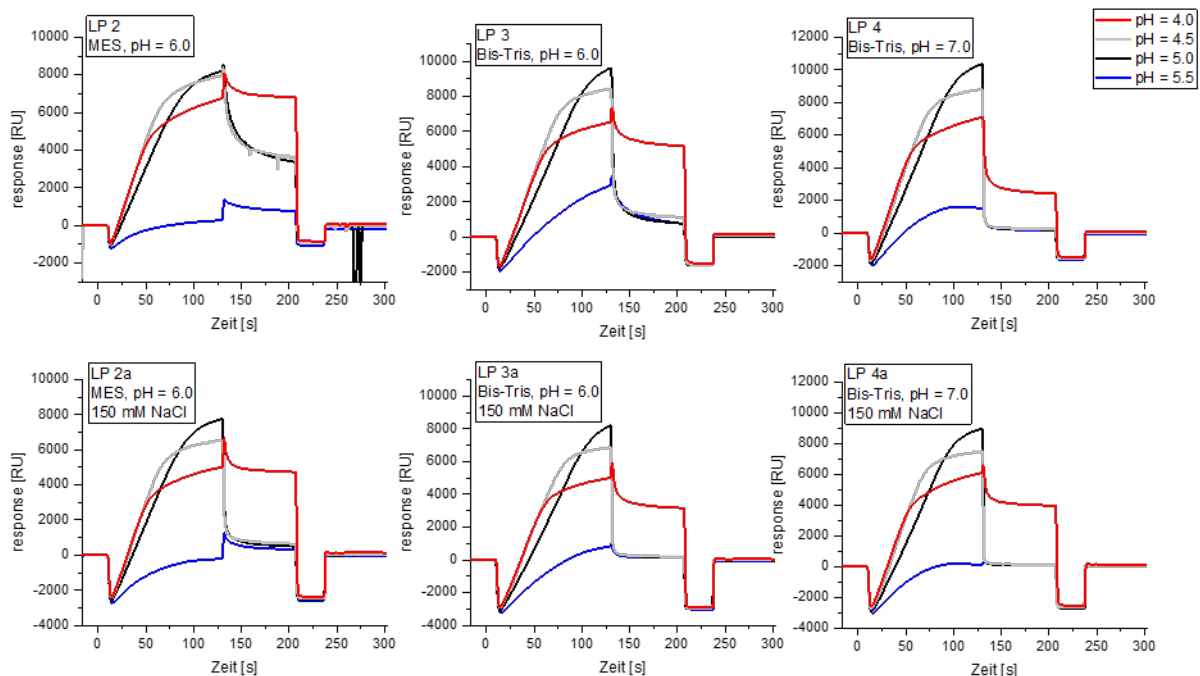 LP 2
MES, pH = 6.0
10000
8000
6000
4000
2000
0
-2000
response [RU]
0 50 100 150 200 250 300
Zeit [s]
LP 3
Bis-Tris, pH = 6.0
10000
8000
6000
4000
2000
0
-2000
response [RU]
0 50 100 150 200 250 300
Zeit [s]
LP 4
Bis-Tris, pH = 7.0
12000
10000
8000
6000
4000
2000
0
-2000
response [RU]
0 50 100 150 200 250 300
Zeit [s]
pH = 4.0
pH = 4.5
pH = 5.0
pH = 5.5
LP 2a
MES, pH = 6.0
150 mM NaCl
10000
8000
6000
4000
2000
0
-2000
-4000
response [RU]
0 50 100 150 200 250 300
Zeit [s]
LP 3a
Bis-Tris, pH = 6.0
150 mM NaCl
10000
8000
6000
4000
2000
0
-2000
-4000
response [RU]
0 50 100 150 200 250 300
Zeit [s]
LP 4a
Bis-Tris, pH = 7.0
150 mM NaCl
12000
10000
8000
6000
4000
2000
0
-2000
-4000
response [RU]
0 50 100 150 200 250 300
Zeit [s]